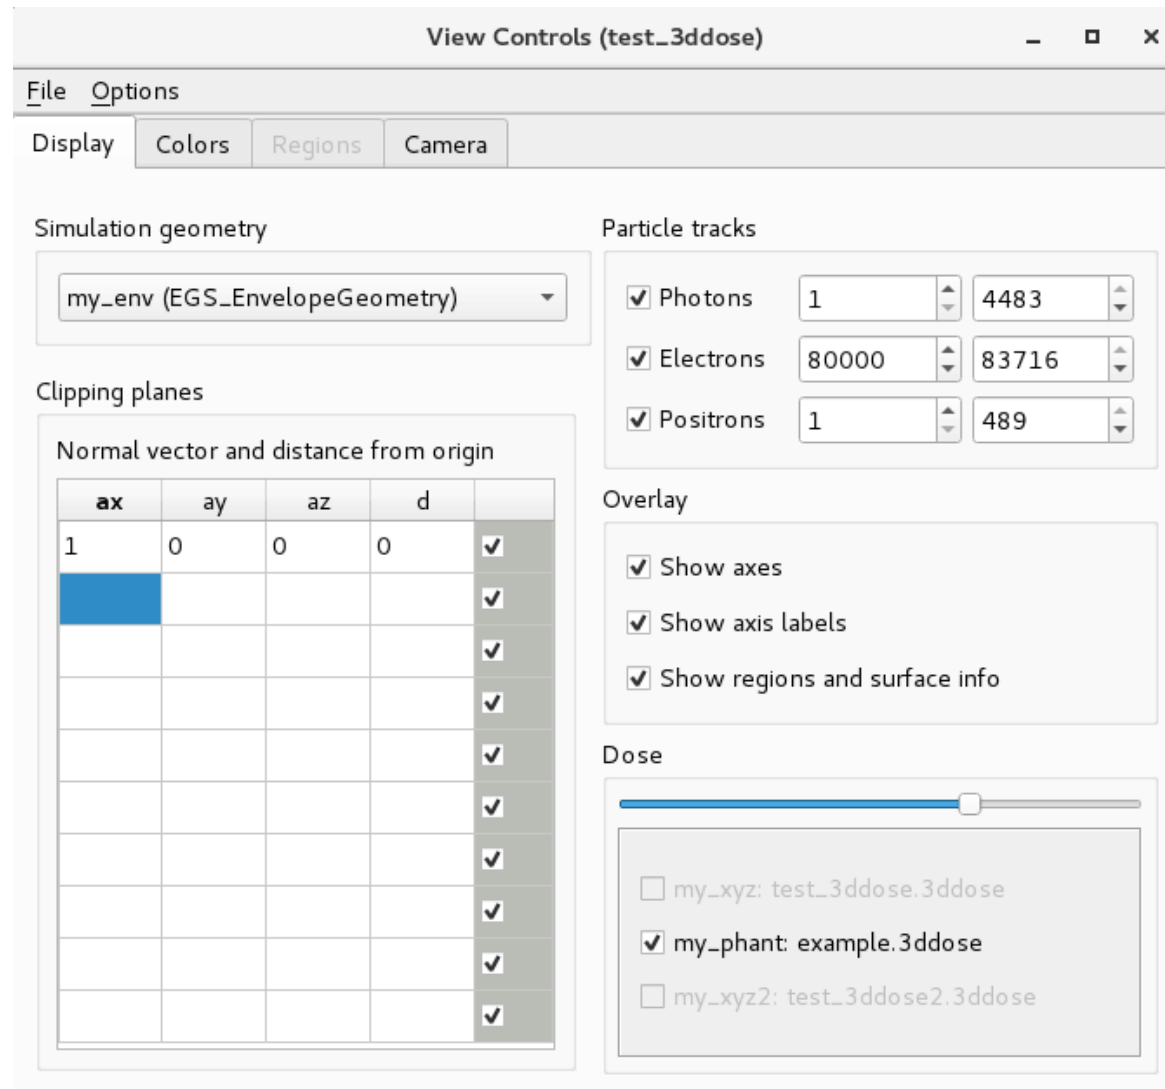 View Controls (test_3ddose)
File Options
Display Colors Regions Camera
Simulation geometry
my_env (EGS_EnvelopeGeometry)
Clipping planes
Normal vector and distance from origin
ax ay az d
1 0 0 0
Particle tracks
Photons 1 4483
Electrons 80000 83716
Positrons 1 489
Overlay
Show axes
Show axis labels
Show regions and surface info
Dose
my_xyz: test_3ddose.3ddose
my_phant: example.3ddose
my_xyz2: test_3ddose2.3ddose